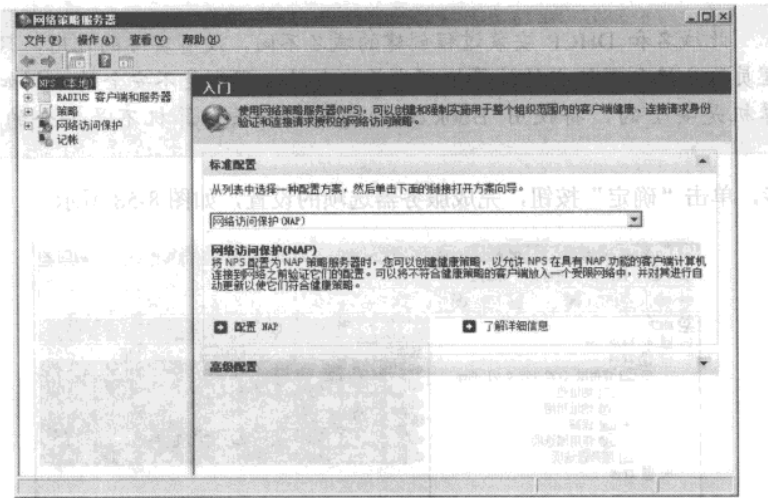 网络策略服务器
文件(F) 操作(A) 查看(V) 帮助(H)
NPS (本地)
RADIUS 客户端和服务器
策略
网络访问保护
记帐
入门
使用网络策略服务器(NPS),可以创建和强制实施用于整个组织范围内的客户端健康、连接请求身份
验证和连接请求授权的网络访问策略。
标准配置
从列表中选择一种配置方案,然后单击下面的链接打开方案向导。
网络访问保护(NAP)
网络访问保护(NAP)
将 NPS 配置为 NAP 策略服务器时,您可以创建健康策略,以允许 NPS 在具有 NAP 功能的客户端计算机
连接到网络之前验证它们的配置。可以将不符合健康策略的客户端放入一个受限网络中,并对其进行自
动更新以使它们符合健康策略。
配置 NAP
了解详细信息
高级配置